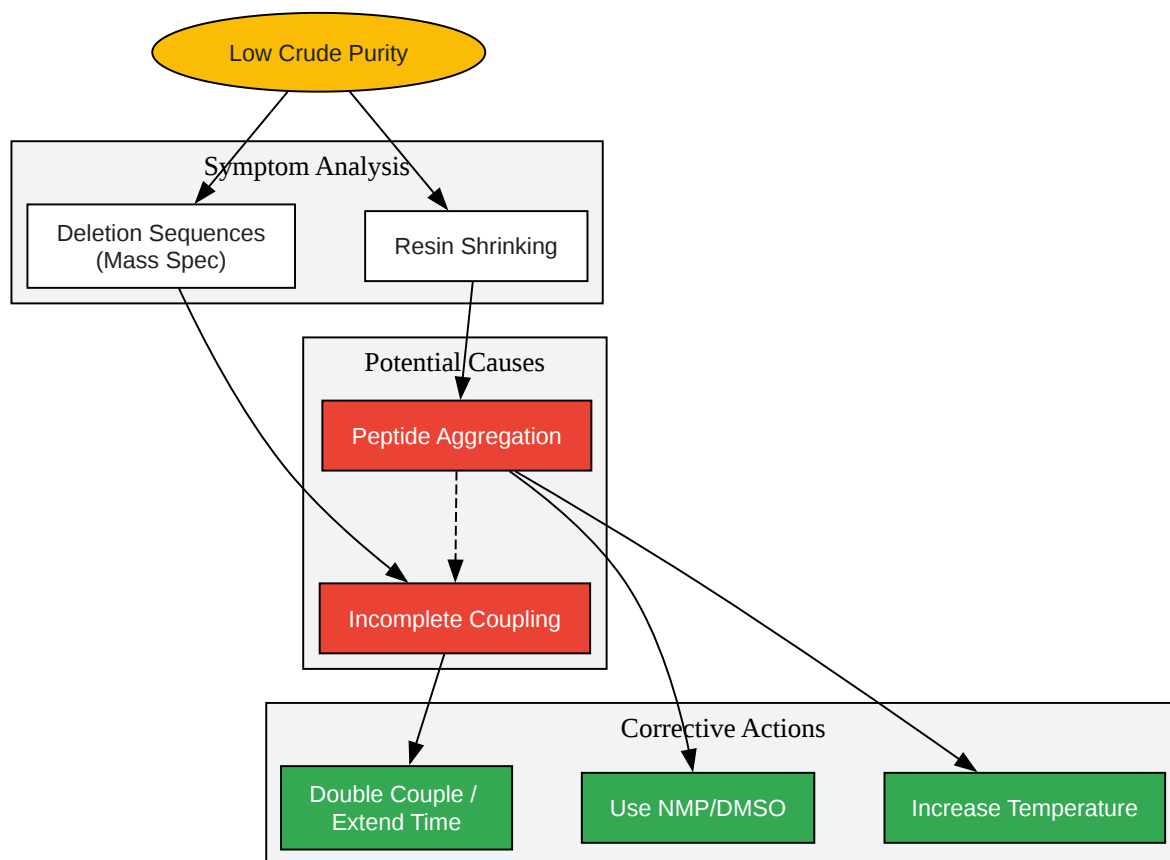 Low Crude Purity
Symptom Analysis
Deletion Sequences
(Mass Spec)
Resin Shrinking
Potential Causes
Peptide Aggregation
Incomplete Coupling
Corrective Actions
Double Couple /
Extend Time
Use NMP/DMSO
Increase Temperature